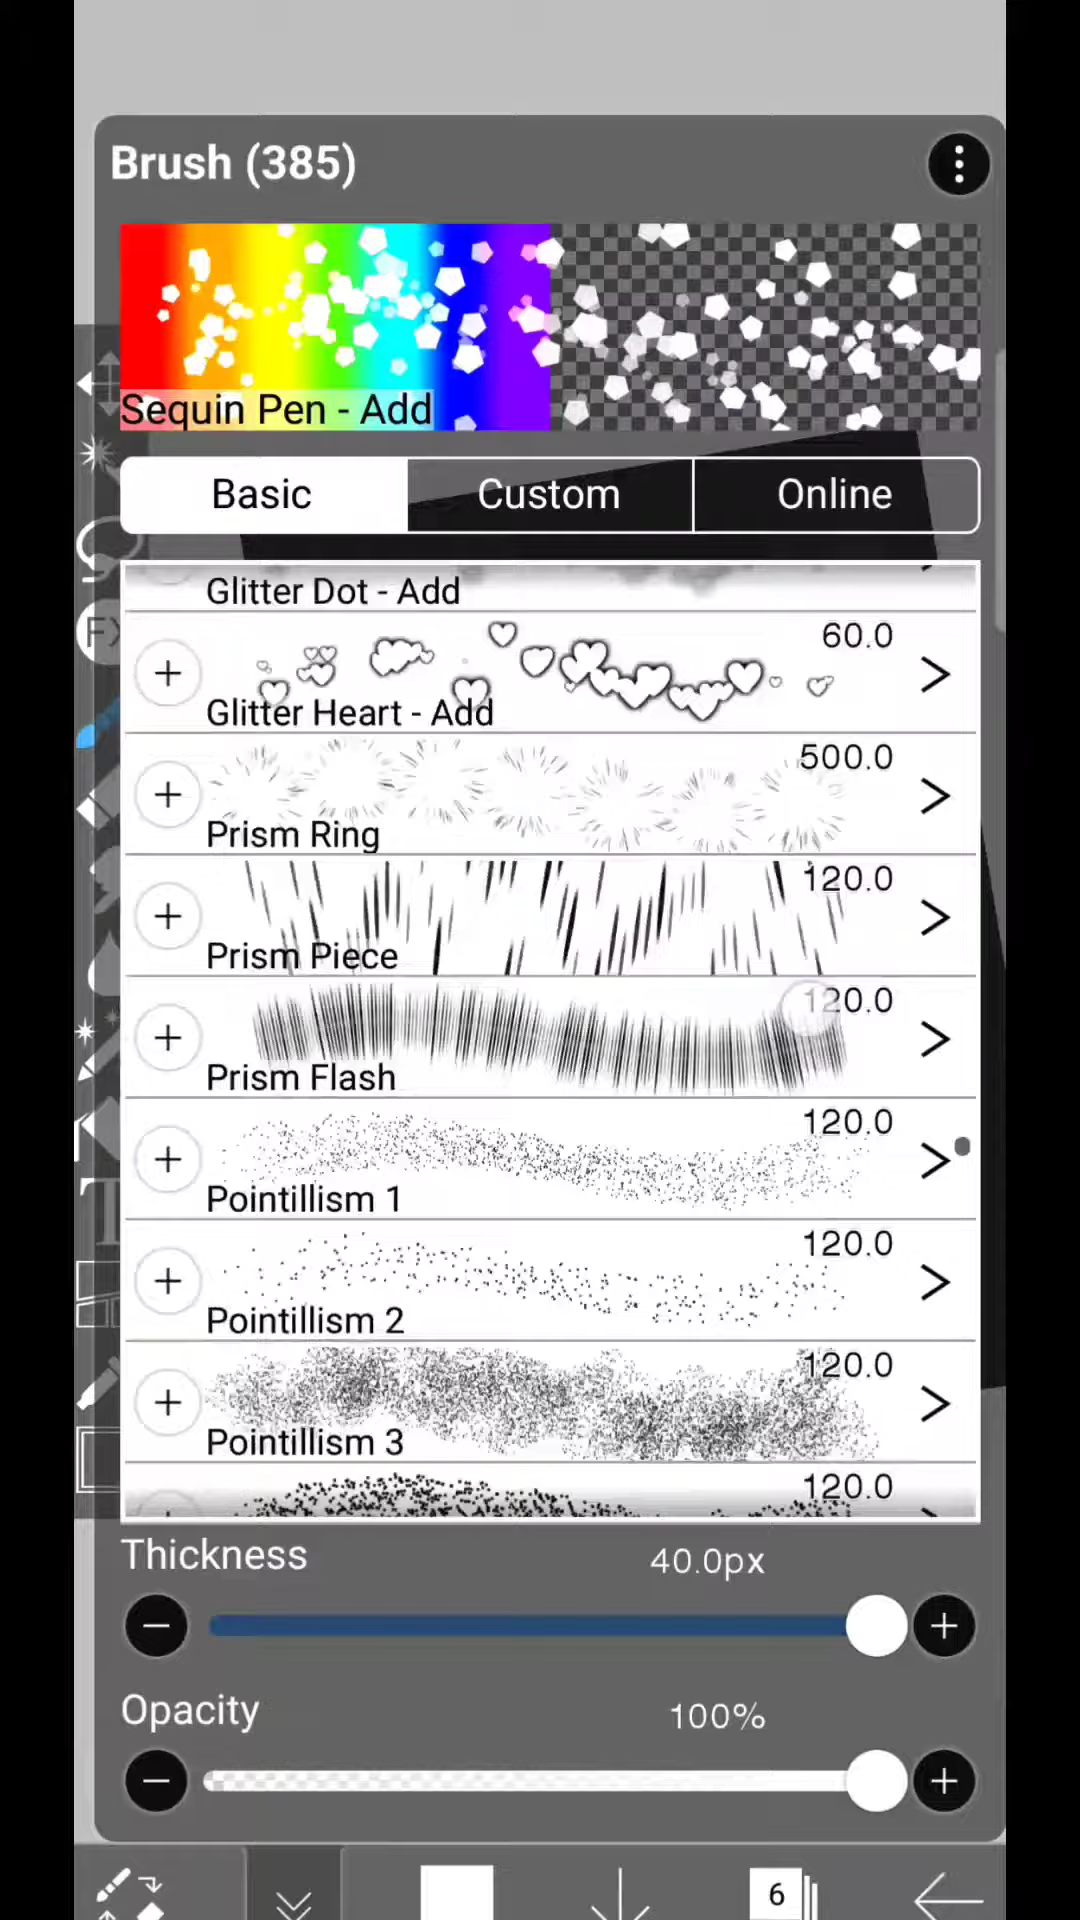 Brush (385)
Sequin Pen - Add
Basic
Custom
Online
Glitter Dot - Add
60.0
Glitter Heart - Add
500.0
Prism Ring
120.0
Prism Piece
120.0
Prism Flash
120.0
Pointillism 1
120.0
Pointillism 2
120.0
Pointillism 3
120.0
Thickness
40.0px
Opacity
100%
FX
T
6